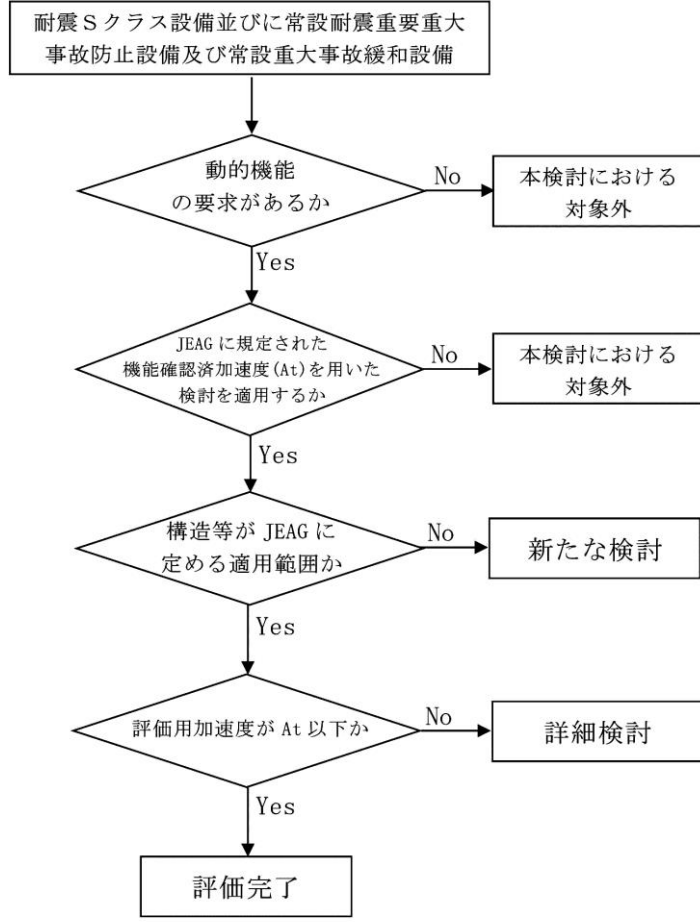 耐震Ｓクラス設備並びに常設耐震重要重大
事故防止設備及び常設重大事故緩和設備
動的機能
の要求があるか
No
本検討における
対象外
Yes
JEAGに規定された
機能確認済加速度(At)を用いた
検討を適用するか
No
本検討における
対象外
Yes
構造等が JEAG に
定める適用範囲か
No
新たな検討
Yes
評価用加速度が At 以下か
No
詳細検討
Yes
評価完了